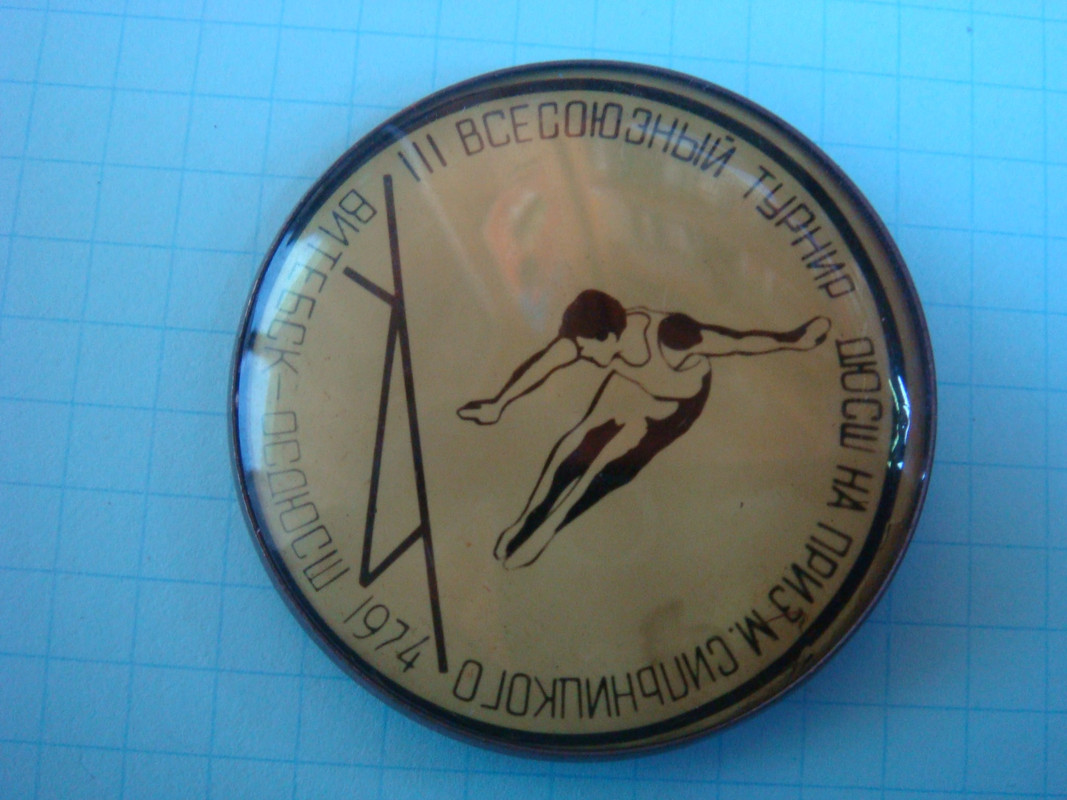 III ВСЕСОЮЗНЫЙ ТУРНИР ДЮСШ НА ПРИЗ М. СИЛЬНИЦКОГО
ВИТЕБСК-ОСДЮСШ
1974